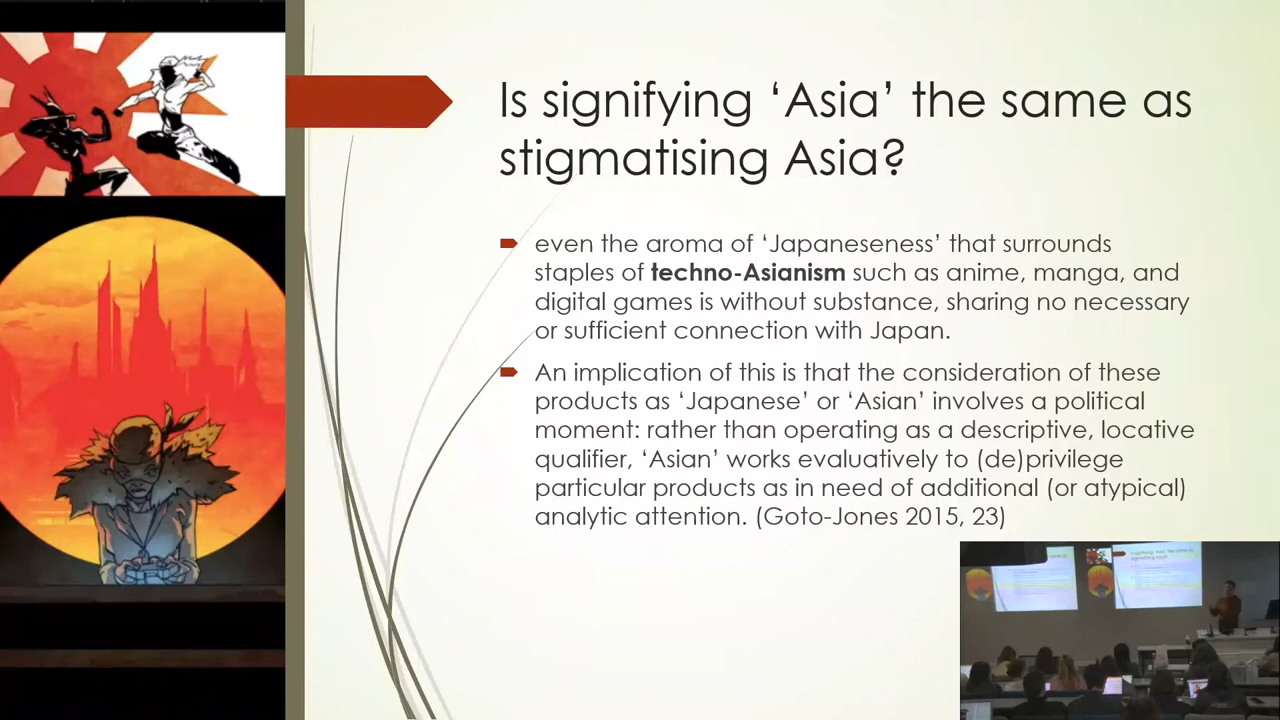 Is signifying ‘Asia’ the same as
stigmatising Asia?
even the aroma of ‘Japaneseness’ that surrounds
staples of techno-Asianism such as anime, manga, and
digital games is without substance, sharing no necessary
or sufficient connection with Japan.
An implication of this is that the consideration of these
products as ‘Japanese’ or ‘Asian’ involves a political
moment: rather than operating as a descriptive, locative
qualifier, ‘Asian’ works evaluatively to (de)privilege
particular products as in need of additional (or atypical)
analytic attention. (Goto-Jones 2015, 23)